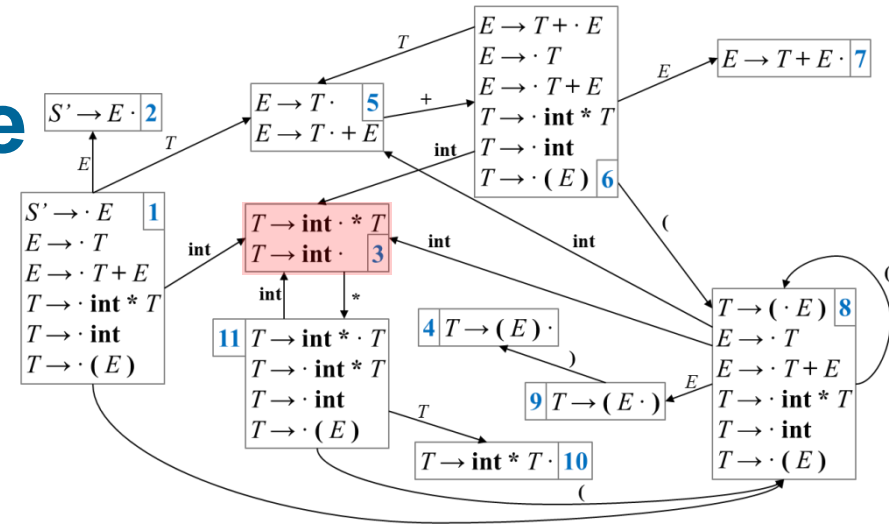 e
S' → E · 2
E
T
S' → · E 1
E → · T
E → · T + E
T → · int * T
T → · int
T → · ( E )
int
E → T · 5
E → T · + E
T
+
E → T + · E
E → · T
E → · T + E
T → · int * T
T → · int
T → · ( E ) 6
E
E → T + E · 7
int
T → int · * T
T → int · 3
int
int
(
int
*
11 T → int * · T
T → · int * T
T → · int
T → · ( E )
4 T → ( E ) ·
)
9 T → ( E · )
E
T
T → int * T · 10
(
T → ( · E ) 8
E → · T
E → · T + E
T → · int * T
T → · int
T → · ( E )
(